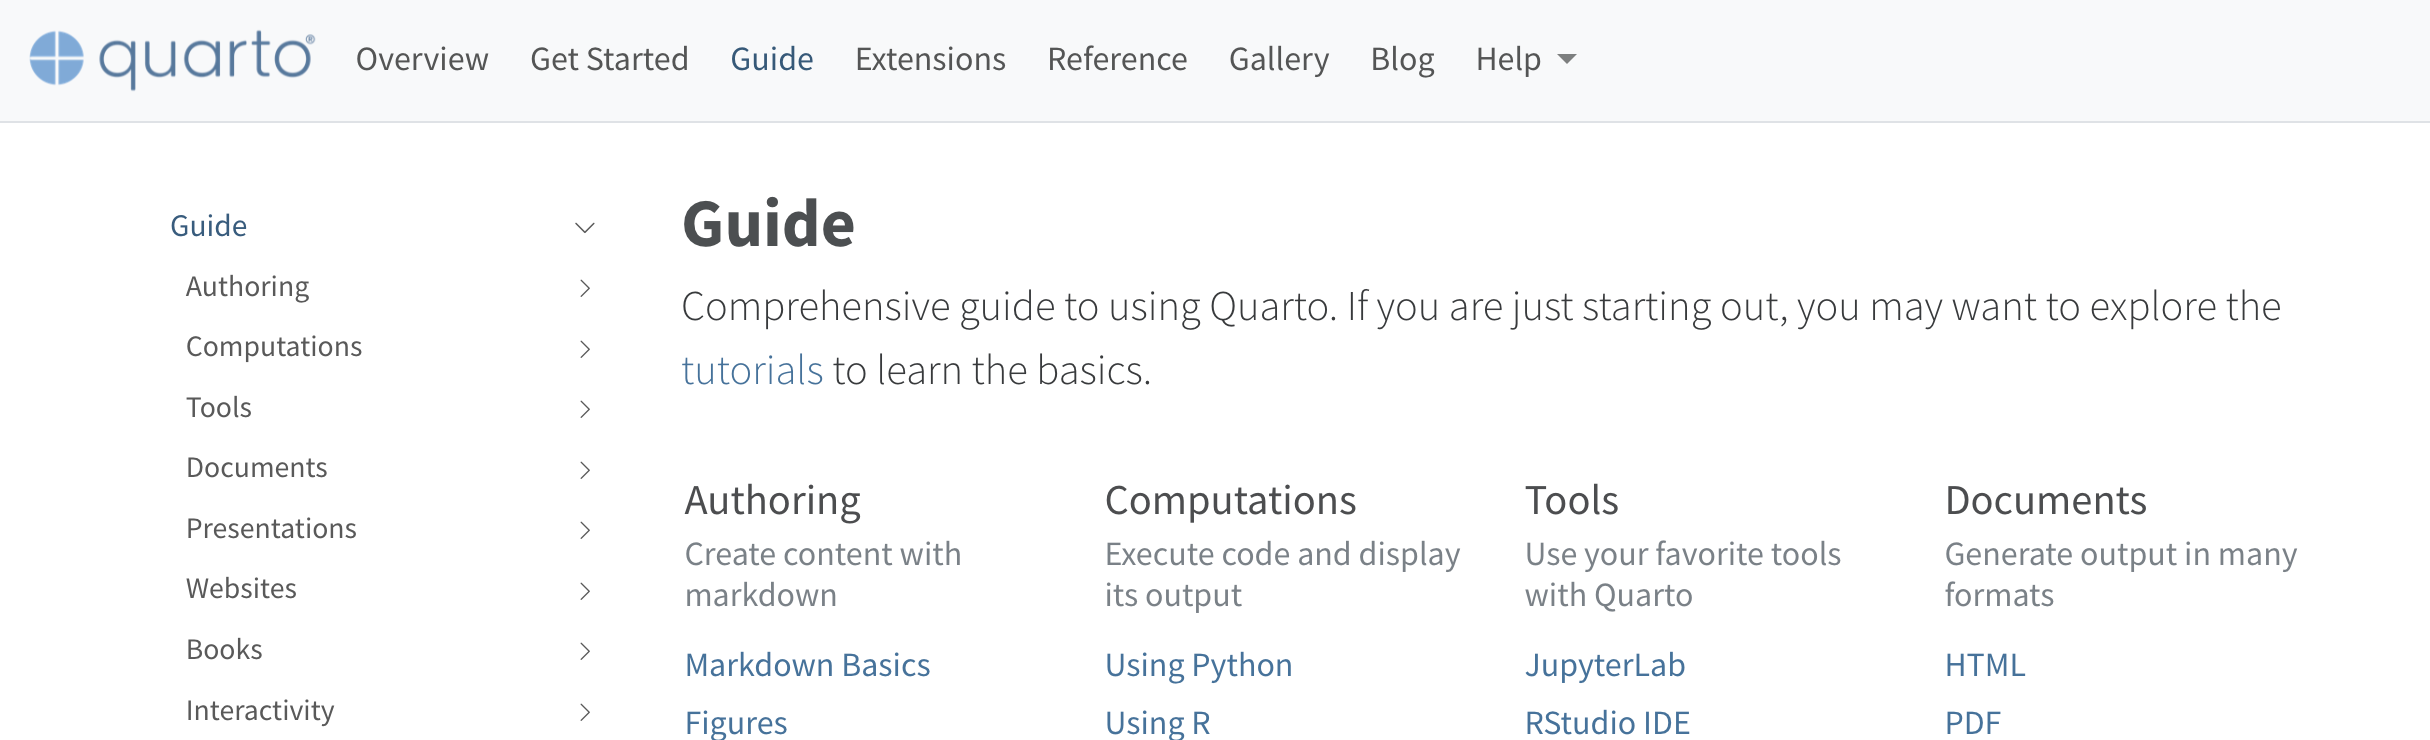 quarto®
Overview Get Started Guide Extensions Reference Gallery Blog Help
Guide
Authoring
Computations
Tools
Documents
Presentations
Websites
Books
Interactivity
Guide
Comprehensive guide to using Quarto. If you are just starting out, you may want to explore the
tutorials to learn the basics.
Authoring
Create content with
markdown
Markdown Basics
Figures
Computations
Execute code and display
its output
Using Python
Using R
Tools
Use your favorite tools
with Quarto
JupyterLab
RStudio IDE
Documents
Generate output in many
formats
HTML
PDF